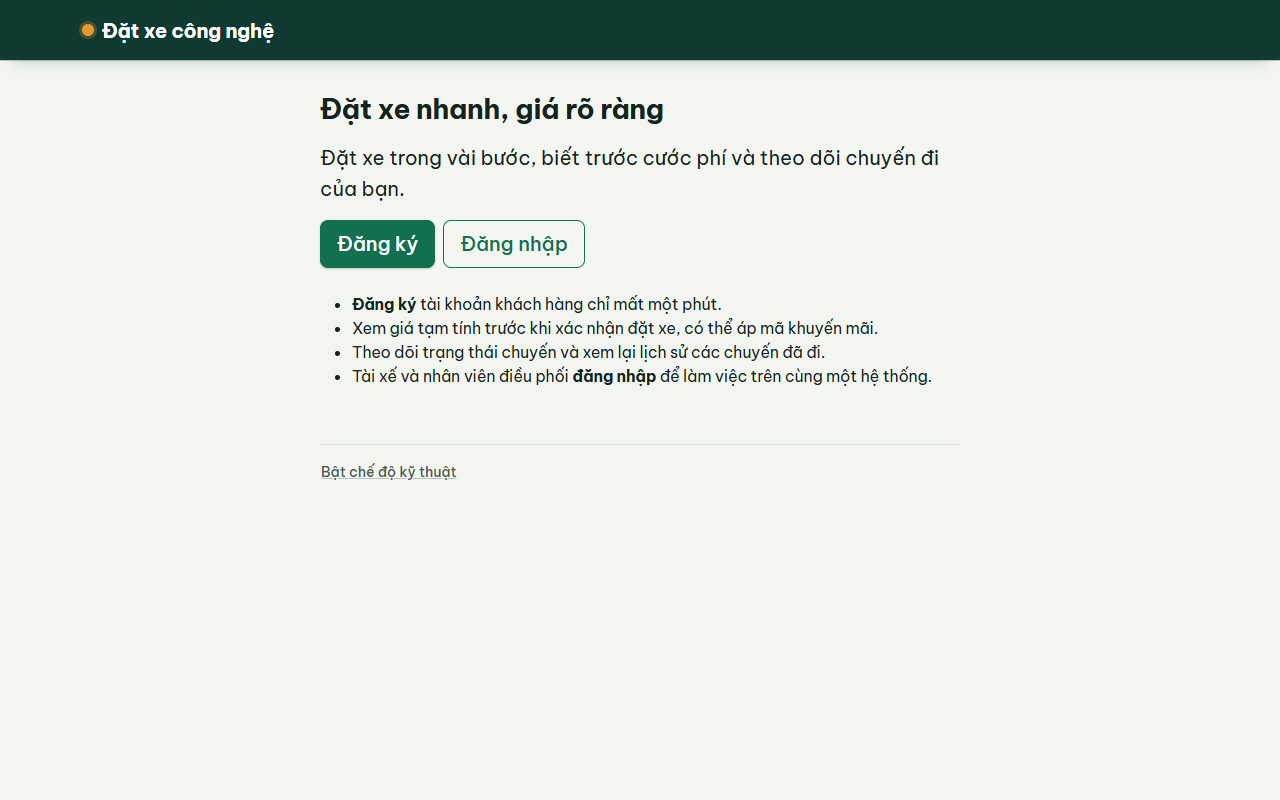 Đặt xe công nghệ
Đặt xe nhanh, giá rõ ràng
Đặt xe trong vài bước, biết trước cước phí và theo dõi chuyến đi
của bạn.
Đăng ký
Đăng nhập
Đăng ký tài khoản khách hàng chỉ mất một phút.
Xem giá tạm tính trước khi xác nhận đặt xe, có thể áp mã khuyến mãi.
Theo dõi trạng thái chuyến và xem lại lịch sử các chuyến đã đi.
Tài xế và nhân viên điều phối đăng nhập để làm việc trên cùng một hệ thống.
Bật chế độ kỹ thuật